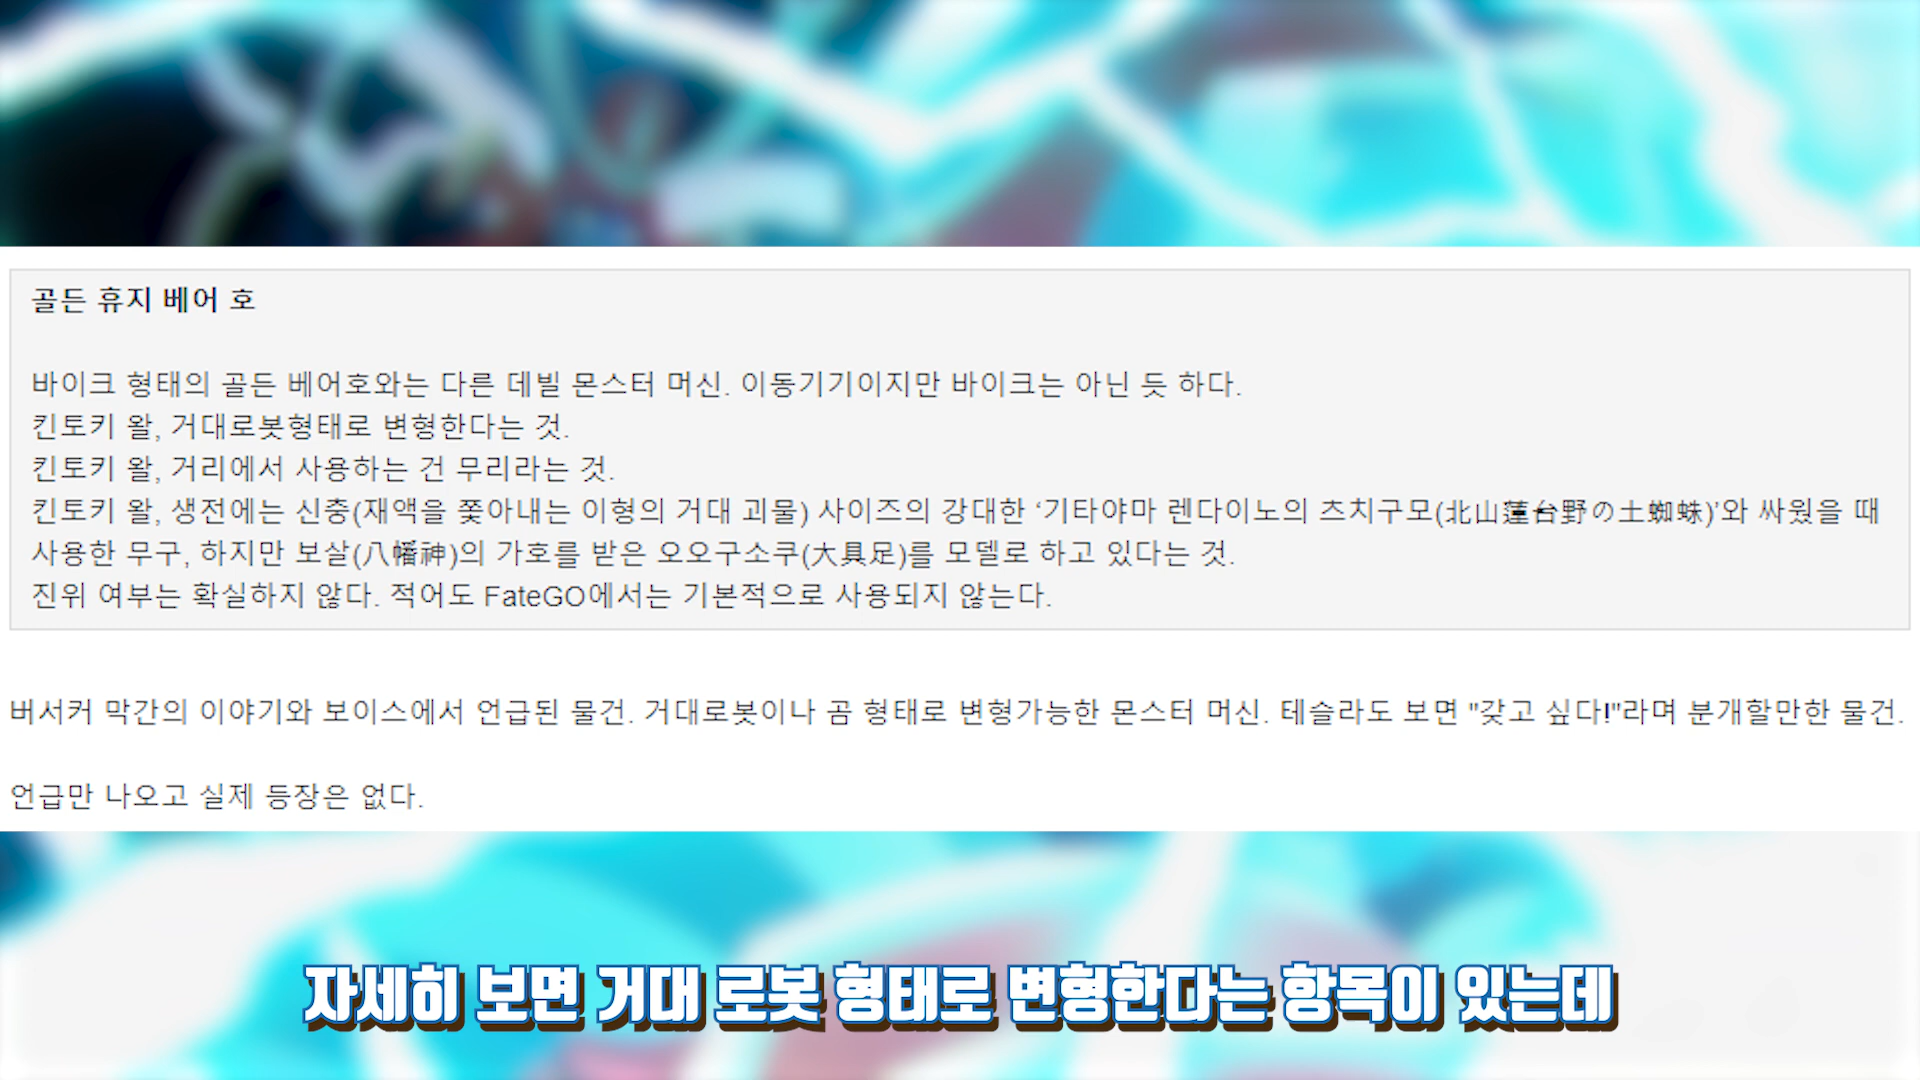 골든 휴지 베어 호
바이크 형태의 골든 베어호와는 다른 데빌 몬스터 머신. 이동기기이지만 바이크는 아닌 듯 하다.
킨토키 왈, 거대로봇형태로 변형한다는 것.
킨토키 왈, 거리에서 사용하는 건 무리라는 것.
킨토키 왈, 생전에는 신충(재액을 쫓아내는 이형의 거대 괴물) 사이즈의 강대한 ‘기타야마 렌다이노의 츠치구모(北山蓮台野の土蜘蛛)’와 싸웠을 때
사용한 무구, 하지만 보살(八幡神)의 가호를 받은 오오구소쿠(大具足)를 모델로 하고 있다는 것.
진위 여부는 확실하지 않다. 적어도 FateGO에서는 기본적으로 사용되지 않는다.
버서커 막간의 이야기와 보이스에서 언급된 물건. 거대로봇이나 곰 형태로 변형가능한 몬스터 머신. 테슬라도 보면 "갖고 싶다!"라며 분개할만한 물건.
언급만 나오고 실제 등장은 없다.
자세히 보면 거대 로봇 형태로 변형한다는 항목이 있는데